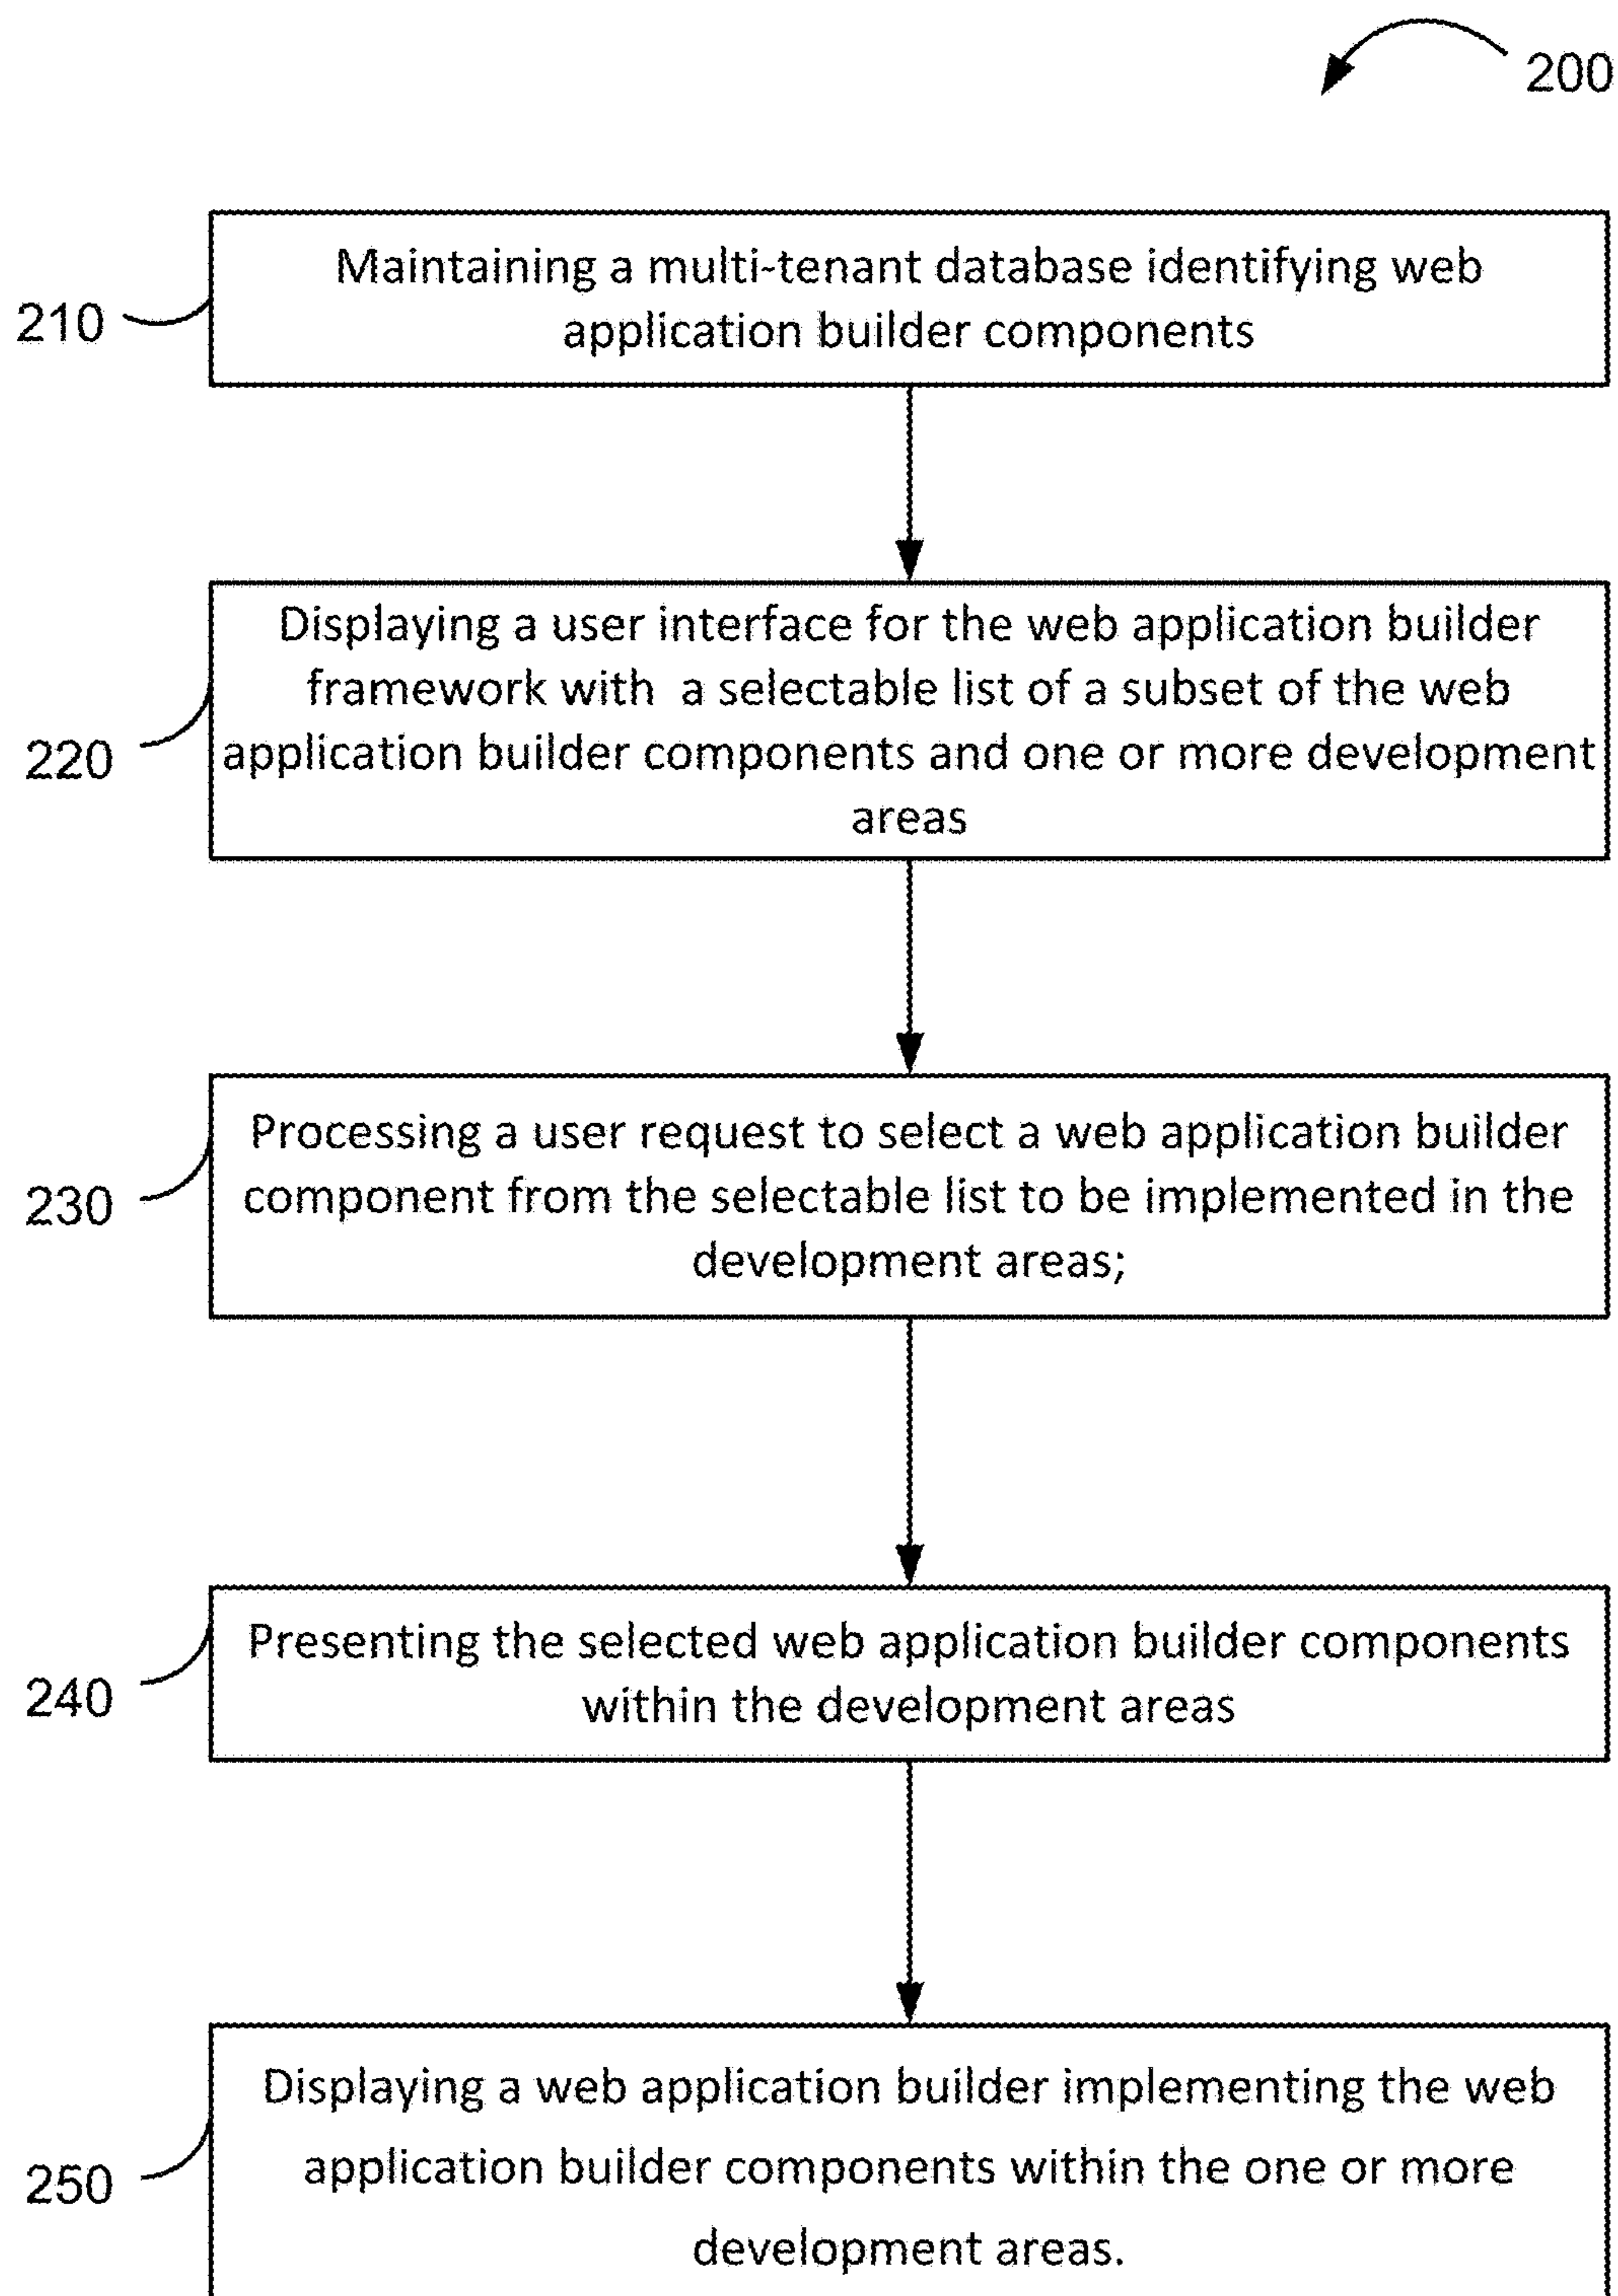 200
Maintaining a multi-tenant database identifying web
application builder components
210
Displaying a user interface for the web application builder
framework with a selectable list of a subset of the web
application builder components and one or more development
areas
220
Processing a user request to select a web application builder
component from the selectable list to be implemented in the
development areas;
230
Presenting the selected web application builder components
within the development areas
240
Displaying a web application builder implementing the web
application builder components within the one or more
development areas.
250